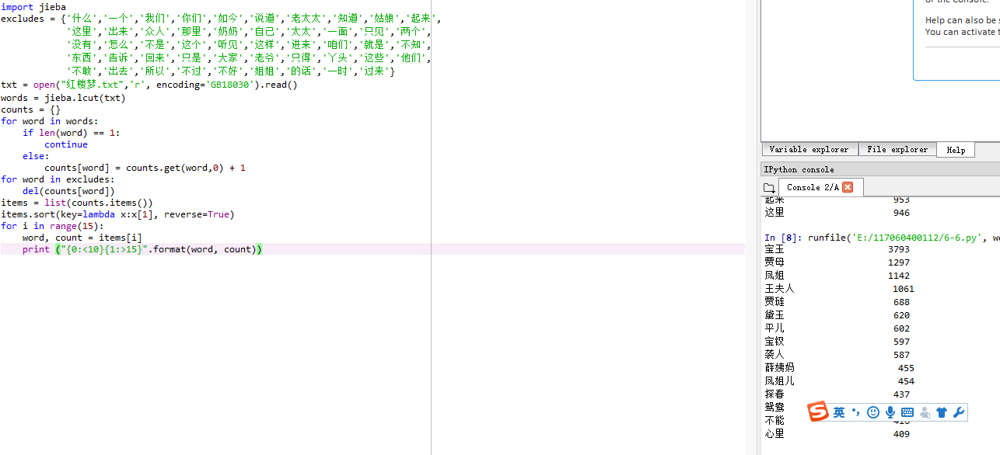 import jieba
excludes = {'什么','一个','我们','你们','如今','说道','老太太','知道','姑娘','起来',
'这里','出来','众人','那里','奶奶','自己','太太','一面','只见','两个',
'没有','怎么','不是','这个','听见','这样','进来','咱们','就是','不知',
'东西','告诉','回来','只是','大家','老爷','只得','丫头','这些','他们',
'不敢','出去','所以','不过','不好','姐姐','的话','一时','过来'}
txt = open("红楼梦.txt",'r', encoding='GB18030').read()
words = jieba.lcut(txt)
counts = {}
for word in words:
if len(word) == 1:
continue
else:
counts[word] = counts.get(word,0) + 1
for word in excludes:
del(counts[word])
items = list(counts.items())
items.sort(key=lambda x:x[1], reverse=True)
for i in range(15):
word, count = items[i]
print ("{0:<10}{1:>15}".format(word, count))
Help can also be
You can activate
Variable explorer File explorer Help
IPython console
Console 2/A
起来 953
这里 946
In [8]: runfile('E:/117060400112/6-6.py',
宝玉 3793
贾母 1297
凤姐 1142
王夫人 1061
贾琏 688
黛玉 620
平儿 602
宝钗 597
袭人 587
薛姨妈 455
凤姐儿 454
探春 437
鸳鸯
英
不能
心里 409